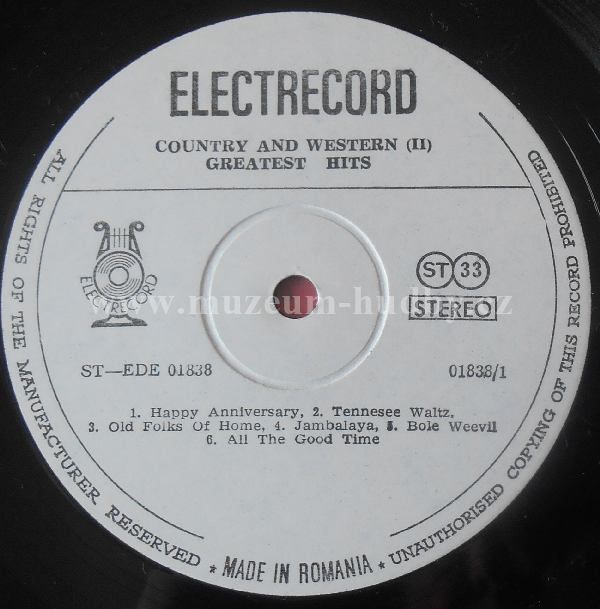 ELECTRECORD
COUNTRY AND WESTERN (II)
GREATEST HITS
ELECTRECORD
ST 33
STEREO
www.muzeum-hudby.cz
ST—EDE 01838
01838/1
1. Happy Anniversary, 2. Tennesee Waltz,
3. Old Folks Of Home, 4. Jambalaya, 5. Bole Weevil
6. All The Good Time
ALL RIGHTS OF THE MANUFACTURER RESERVED * MADE IN ROMANIA * UNAUTHORISED COPYING OF THIS RECORD PROHIBITED